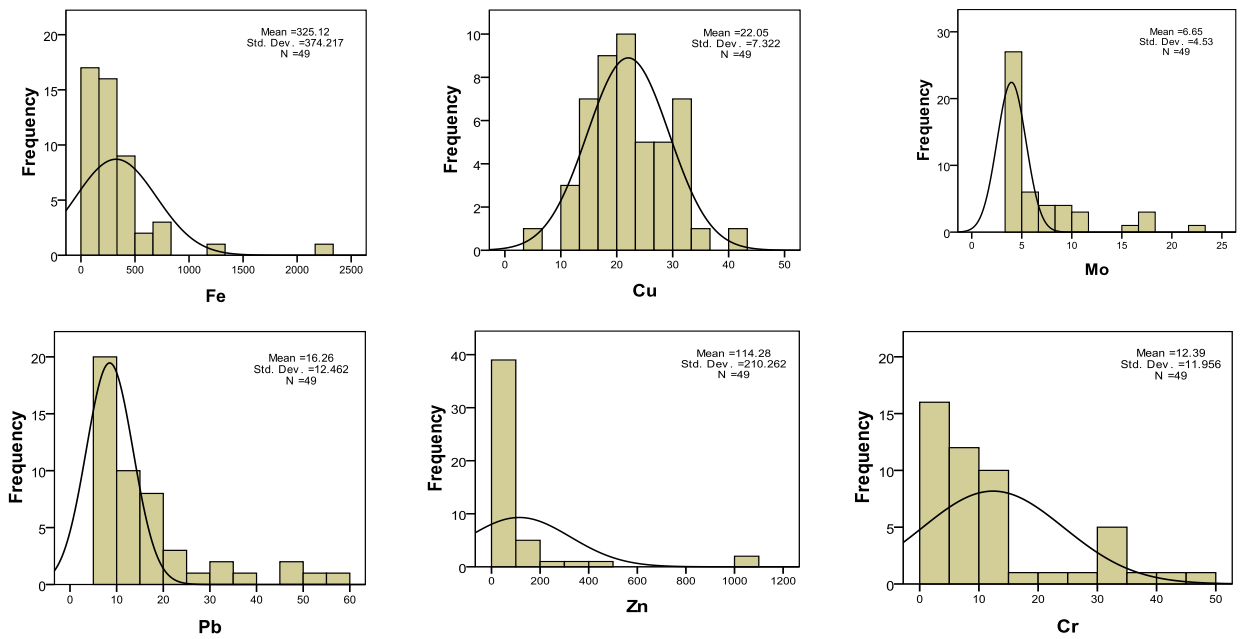 Mean =325.12
Std. Dev. =374.217
N =49
Frequency
20
15
10
5
0
0 500 1000 1500 2000 2500
Fe
Mean =22.05
Std. Dev. =7.322
N =49
Frequency
10
8
6
4
2
0
0 10 20 30 40 50
Cu
Mean =6.65
Std. Dev. =4.53
N =49
Frequency
30
20
10
0
0 5 10 15 20 25
Mo
Mean =16.26
Std. Dev. =12.462
N =49
Frequency
20
15
10
5
0
0 10 20 30 40 50 60
Pb
Mean =114.28
Std. Dev. =210.262
N =49
Frequency
40
30
20
10
0
0 200 400 600 800 1000 1200
Zn
Mean =12.39
Std. Dev. =11.956
N =49
Frequency
20
15
10
5
0
0 10 20 30 40 50
Cr